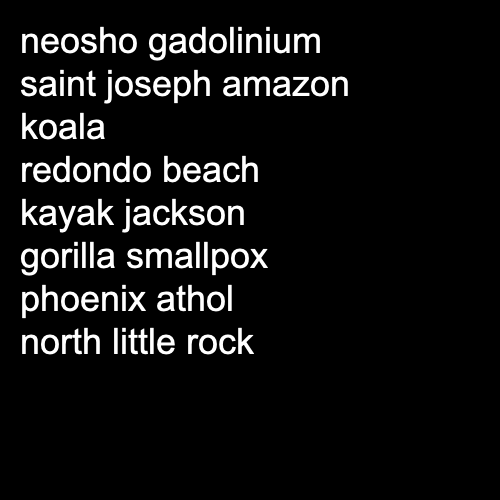 neosho gadolinium
saint joseph amazon
koala
redondo beach
kayak jackson
gorilla smallpox
phoenix athol
north little rock